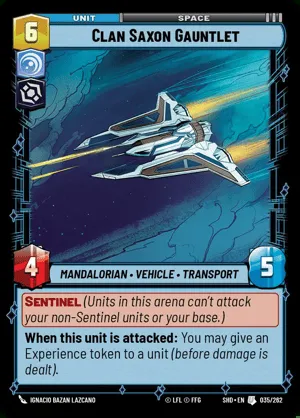 UNIT
SPACE
6
CLAN SAXON GAUNTLET
4
5
MANDALORIAN • VEHICLE • TRANSPORT
SENTINEL (Units in this arena can't attack
your non-Sentinel units or your base.)
When this unit is attacked: You may give an
Experience token to a unit (before damage is
dealt).
IGNACIO BAZAN LAZCANO
© LFL © FFG
SHD • EN
035/262